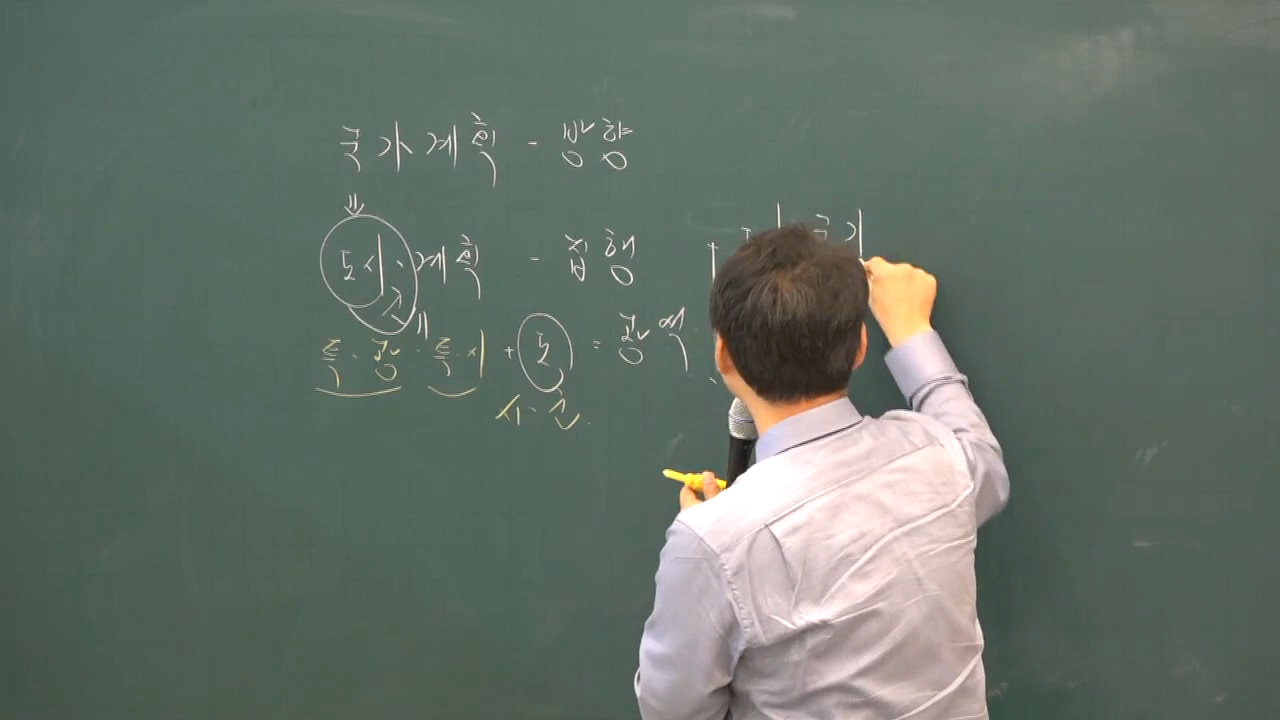 국가계획 - 방향
도시·계획 - 집행
군
특·광·특·시 + 도 = 광역
시·군.